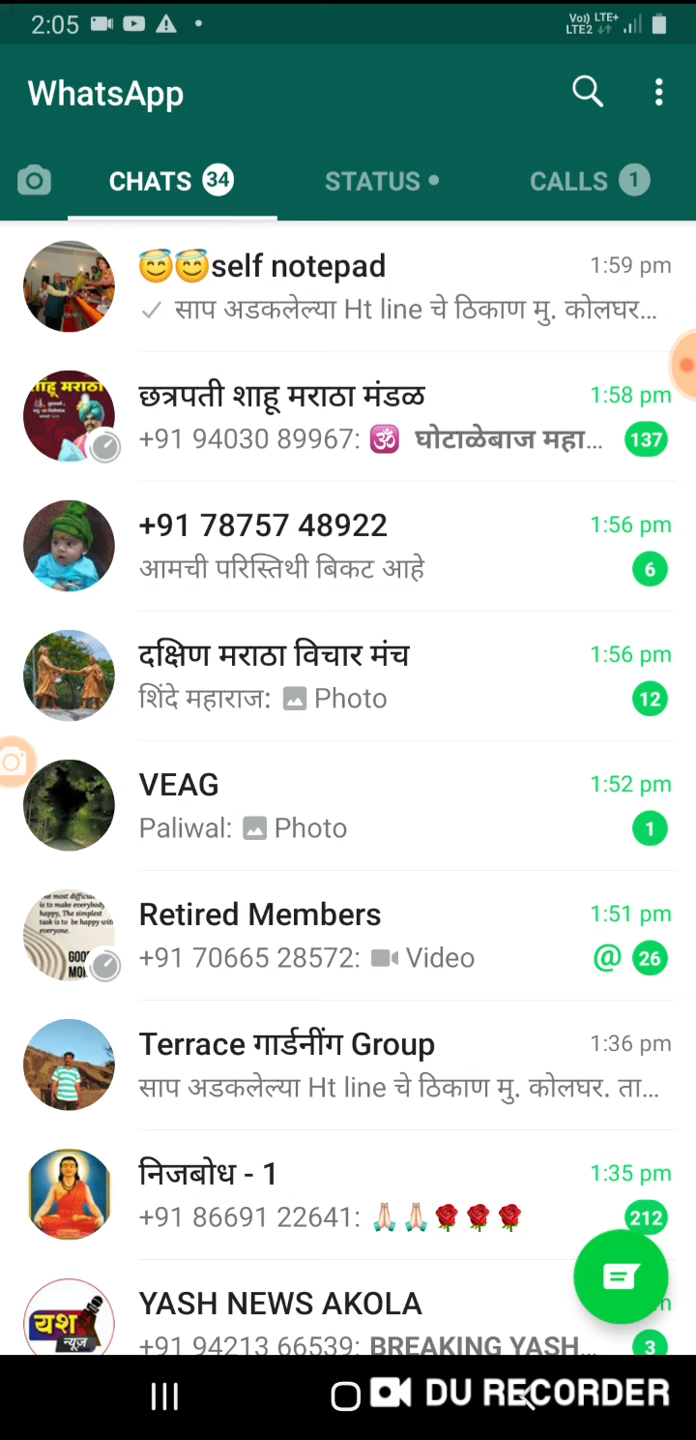 2:05
Vo)) LTE+
LTE2
WhatsApp
CHATS 34
STATUS
CALLS 1
😇😇self notepad
1:59 pm
साप अडकलेल्या Ht line चे ठिकाण मु. कोलघर...
छत्रपती शाहू मराठा मंडळ
1:58 pm
+91 94030 89967: 🕉 घोटाळेबाज महा...
137
+91 78757 48922
1:56 pm
आमची परिस्तिथी बिकट आहे
6
दक्षिण मराठा विचार मंच
1:56 pm
शिंदे महाराज: Photo
12
VEAG
1:52 pm
Paliwal: Photo
1
Retired Members
1:51 pm
+91 70665 28572: Video
@ 26
Terrace गार्डनींग Group
1:36 pm
साप अडकलेल्या Ht line चे ठिकाण मु. कोलघर. ता...
निजबोध - 1
1:35 pm
+91 86691 22641: 🙏🏻🙏🏻🌹🌹🌹
212
YASH NEWS AKOLA
+91 94213 66539: BREAKING YASH...
3
यश
न्यूज
DU RECORDER